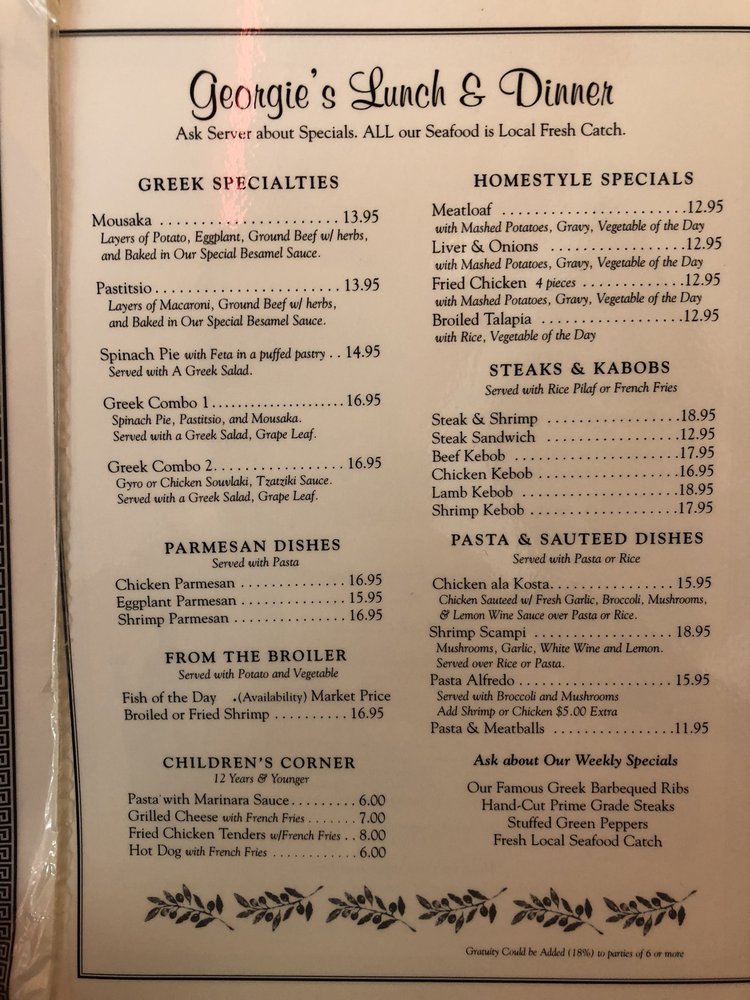 Georgie's Lunch & Dinner
Ask Server about Specials. ALL our Seafood is Local Fresh Catch.
GREEK SPECIALTIES
Mousaka . . . . . . . . . . . . . . . . . . . . . . 13.95
Layers of Potato, Eggplant, Ground Beef w/ herbs,
and Baked in Our Special Besamel Sauce.
Pastitsio . . . . . . . . . . . . . . . . . . . . . . 13.95
Layers of Macaroni, Ground Beef w/ herbs,
and Baked in Our Special Besamel Sauce.
Spinach Pie with Feta in a puffed pastry . . 14.95
Served with A Greek Salad.
Greek Combo 1 . . . . . . . . . . . . . . . . . . 16.95
Spinach Pie, Pastitsio, and Mousaka.
Served with a Greek Salad, Grape Leaf.
Greek Combo 2 . . . . . . . . . . . . . . . . . 16.95
Gyro or Chicken Souvlaki, Tzatziki Sauce.
Served with a Greek Salad, Grape Leaf.
PARMESAN DISHES
Served with Pasta
Chicken Parmesan . . . . . . . . . . . . . 16.95
Eggplant Parmesan . . . . . . . . . . . . . 15.95
Shrimp Parmesan . . . . . . . . . . . . . . 16.95
FROM THE BROILER
Served with Potato and Vegetable
Fish of the Day .(Availability) Market Price
Broiled or Fried Shrimp . . . . . . . . . . 16.95
CHILDREN'S CORNER
12 Years & Younger
Pasta with Marinara Sauce . . . . . . . . . 6.00
Grilled Cheese with French Fries . . . . . . . 7.00
Fried Chicken Tenders w/French Fries . . 8.00
Hot Dog with French Fries . . . . . . . . . . . . 6.00
HOMESTYLE SPECIALS
Meatloaf . . . . . . . . . . . . . . . . . . . . . . .12.95
with Mashed Potatoes, Gravy, Vegetable of the Day
Liver & Onions . . . . . . . . . . . . . . . . .12.95
with Mashed Potatoes, Gravy, Vegetable of the Day
Fried Chicken 4 pieces . . . . . . . . . . . . .12.95
with Mashed Potatoes, Gravy, Vegetable of the Day
Broiled Talapia . . . . . . . . . . . . . . . . . .12.95
with Rice, Vegetable of the Day
STEAKS & KABOBS
Served with Rice Pilaf or French Fries
Steak & Shrimp . . . . . . . . . . . . . . . . .18.95
Steak Sandwich . . . . . . . . . . . . . . . . .12.95
Beef Kebob . . . . . . . . . . . . . . . . . . . . .17.95
Chicken Kebob . . . . . . . . . . . . . . . . . .16.95
Lamb Kebob . . . . . . . . . . . . . . . . . . . .18.95
Shrimp Kebob . . . . . . . . . . . . . . . . . . .17.95
PASTA & SAUTEED DISHES
Served with Pasta or Rice
Chicken ala Kosta . . . . . . . . . . . . . . . . 15.95
Chicken Sauteed w/ Fresh Garlic, Broccoli, Mushrooms,
& Lemon Wine Sauce over Pasta or Rice.
Shrimp Scampi . . . . . . . . . . . . . . . . . . 18.95
Mushrooms, Garlic, White Wine and Lemon.
Served over Rice or Pasta.
Pasta Alfredo . . . . . . . . . . . . . . . . . . . . 15.95
Served with Broccoli and Mushrooms
Add Shrimp or Chicken $5.00 Extra
Pasta & Meatballs . . . . . . . . . . . . . . . .11.95
Ask about Our Weekly Specials
Our Famous Greek Barbequed Ribs
Hand-Cut Prime Grade Steaks
Stuffed Green Peppers
Fresh Local Seafood Catch
Gratuity Could be Added (18%) to parties of 6 or more